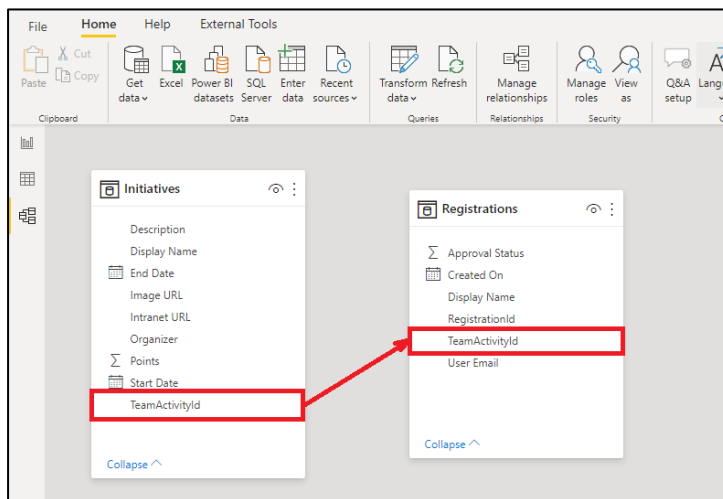 File Home Help External Tools
Paste
Cut
Copy
Clipboard
Get data
Excel
Power BI datasets
SQL Server
Enter data
Recent sources
Data
Transform data
Refresh
Queries
Manage relationships
Relationships
Manage roles
View as
Security
Q&A setup
Initiatives
Description
Display Name
End Date
Image URL
Intranet URL
Organizer
Points
Start Date
TeamActivityId
Collapse
Registrations
Approval Status
Created On
Display Name
RegistrationId
TeamActivityId
User Email
Collapse